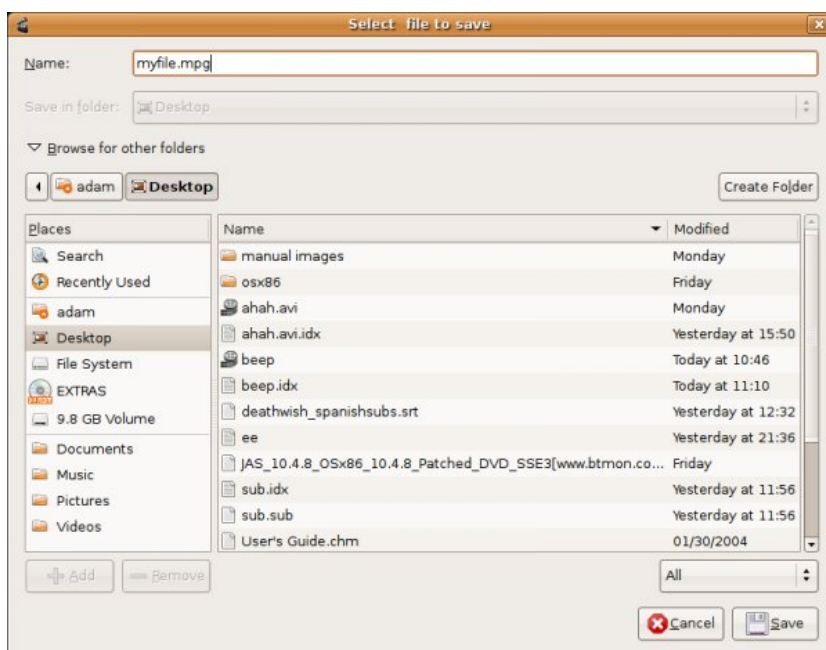 Select file to save
Name: myfile.mpg
Save in folder: Desktop
Browse for other folders
adam Desktop Create Folder
Places Name Modified
Search manual images Monday
Recently Used osx86 Friday
adam ahah.avi Monday
Desktop ahah.avi.idx Yesterday at 15:50
File System beep Today at 10:46
EXTRAS beep.idx Today at 11:10
9.8 GB Volume deathwish_spanishsubs.srt Yesterday at 12:32
Documents ee Yesterday at 21:36
Music JAS_10.4.8_OSx86_10.4.8_Patched_DVD_SSE3[www.btmon.co... Friday
Pictures sub.idx Yesterday at 11:56
Videos sub.sub Yesterday at 11:56
User's Guide.chm 01/30/2004
Add Remove All
Cancel Save